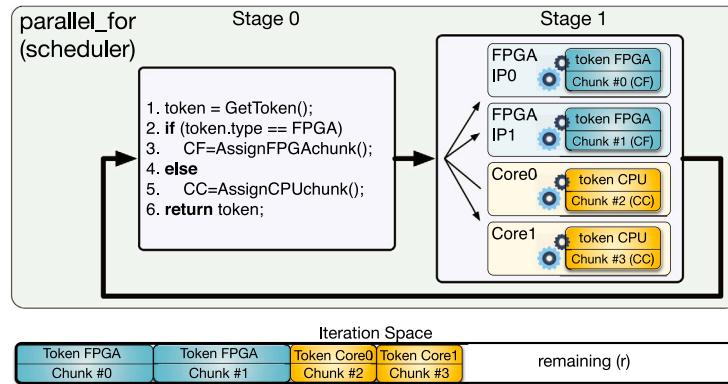 parallel_for
(scheduler)
Stage 0
Stage 1
1. token = GetToken();
2. if (token.type == FPGA)
3. CF=AssignFPGAchunk();
4. else
5. CC=AssignCPUchunk();
6. return token;
FPGA
IP0
token FPGA
Chunk #0 (CF)
FPGA
IP1
token FPGA
Chunk #1 (CF)
Core0
token CPU
Chunk #2 (CC)
Core1
token CPU
Chunk #3 (CC)
Iteration Space
Token FPGA
Chunk #0
Token FPGA
Chunk #1
Token Core0
Chunk #2
Token Core1
Chunk #3
remaining (r)